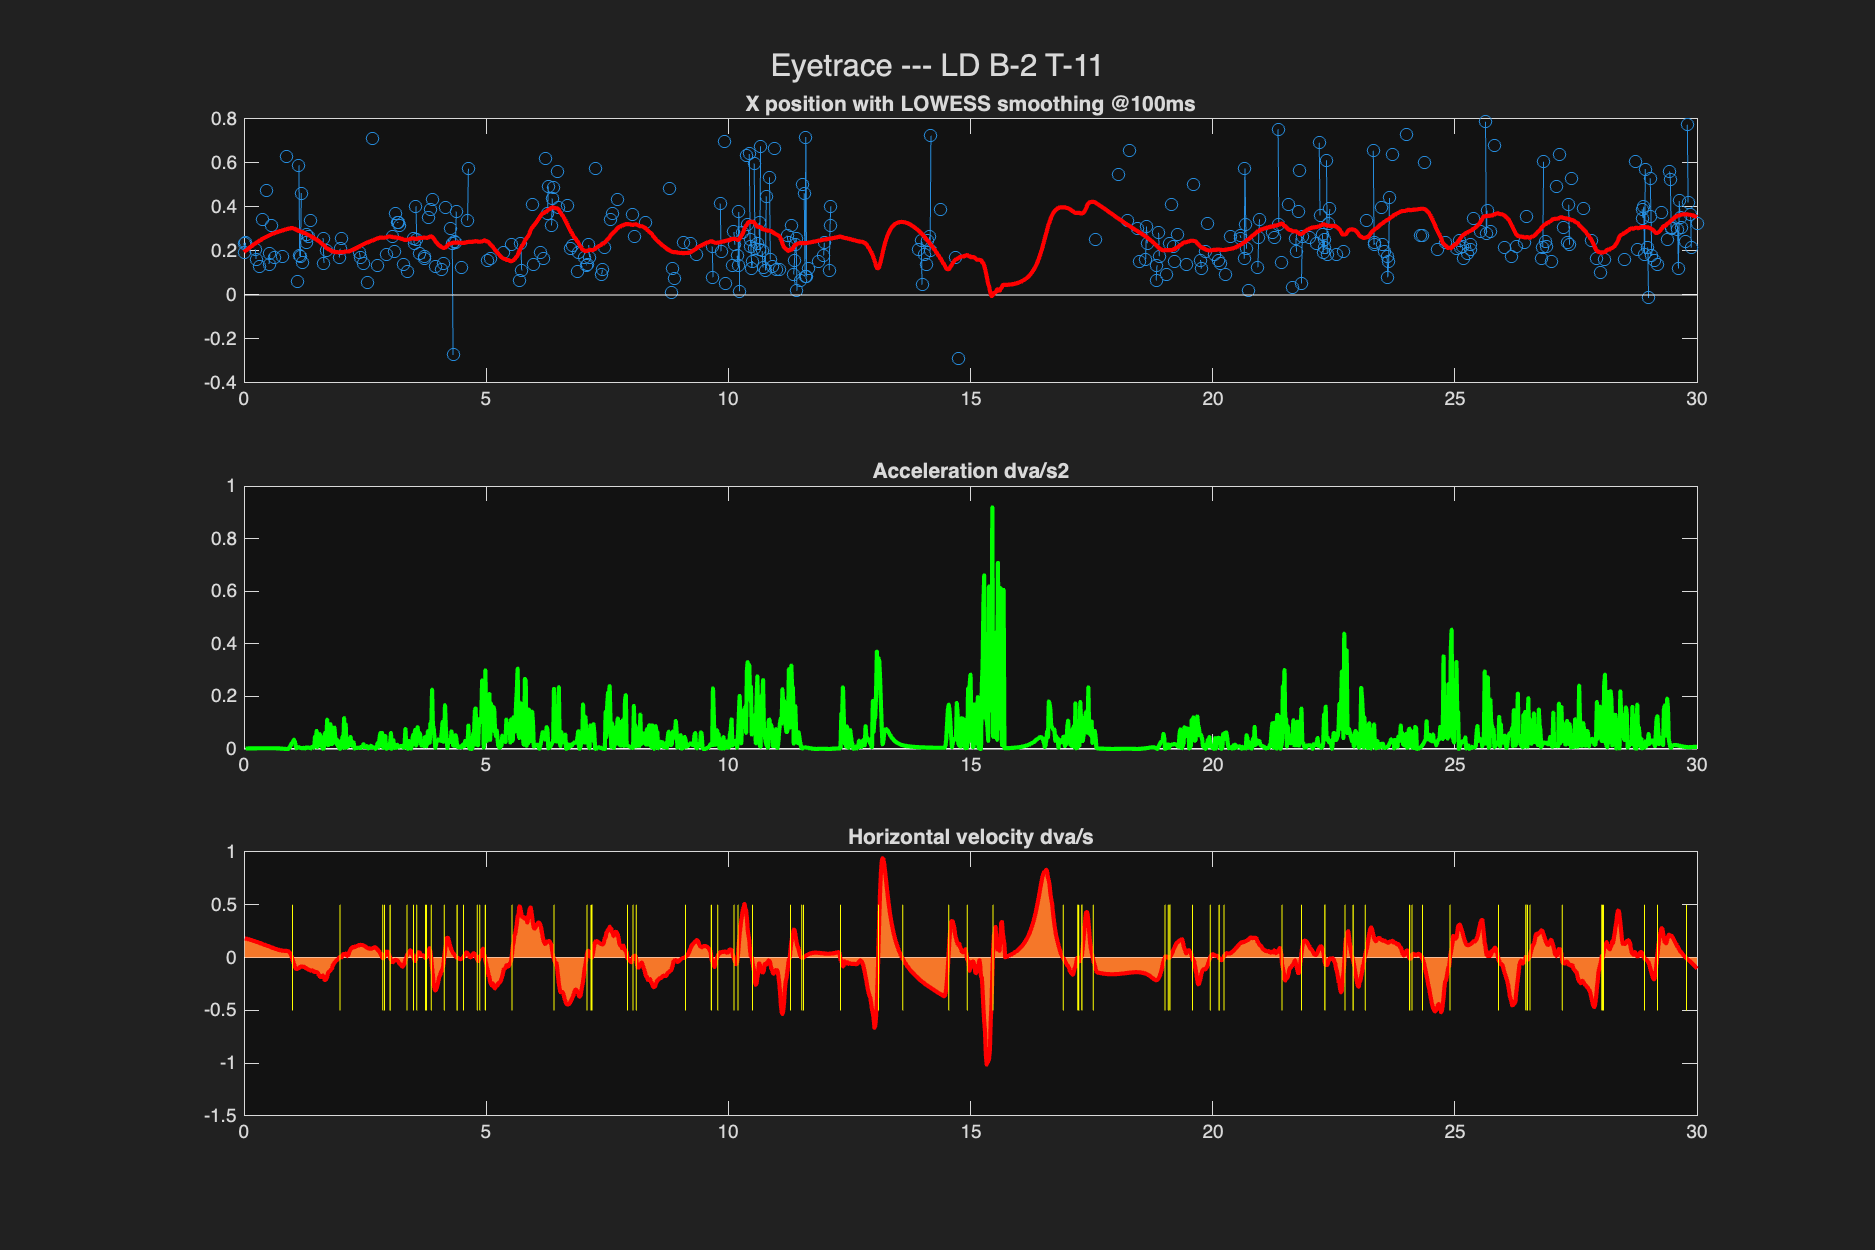 Eyetrace --- LD B-2 T-11
X position with LOWESS smoothing @100ms
0.8
0.6
0.4
0.2
0
-0.2
-0.4
0 5 10 15 20 25 30
Acceleration dva/s2
1
0.8
0.6
0.4
0.2
0
0 5 10 15 20 25 30
Horizontal velocity dva/s
1
0.5
0
-0.5
-1
-1.5
0 5 10 15 20 25 30